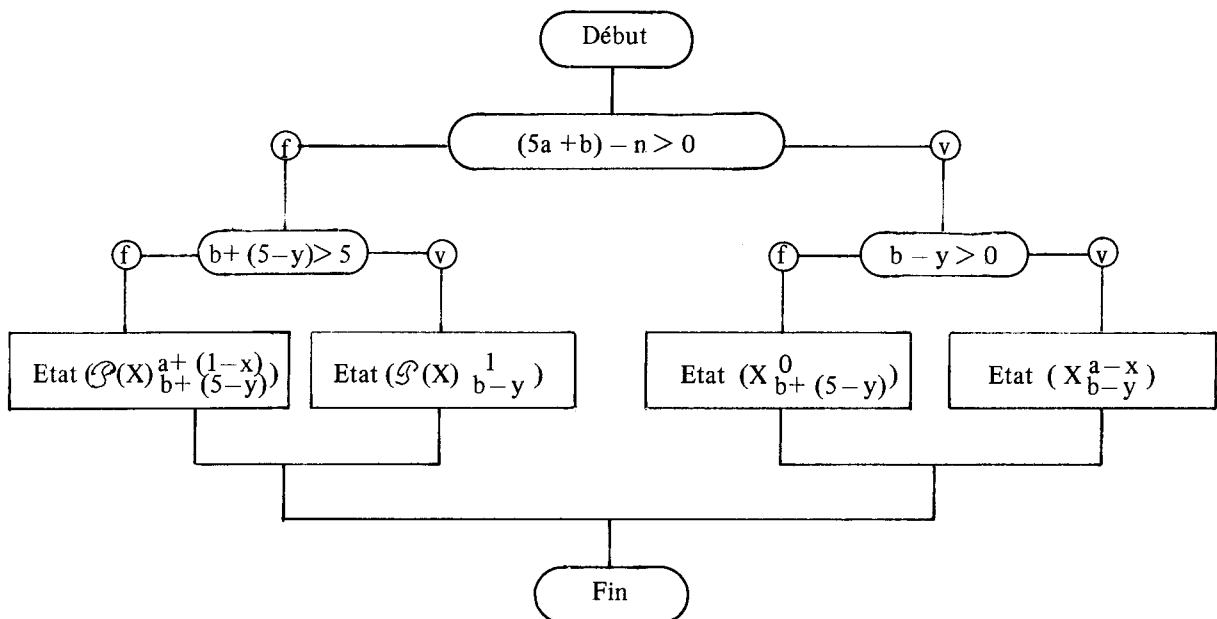 Début
(5a +b) – n > 0
f
v
b+ (5–y) > 5
f
v
b – y > 0
f
v
Etat (𝒫(X) a+ (1–x) b+ (5–y))
Etat (𝒫(X) 1 b–y )
Etat (X 0 b+ (5–y))
Etat ( X a–x b–y )
Fin